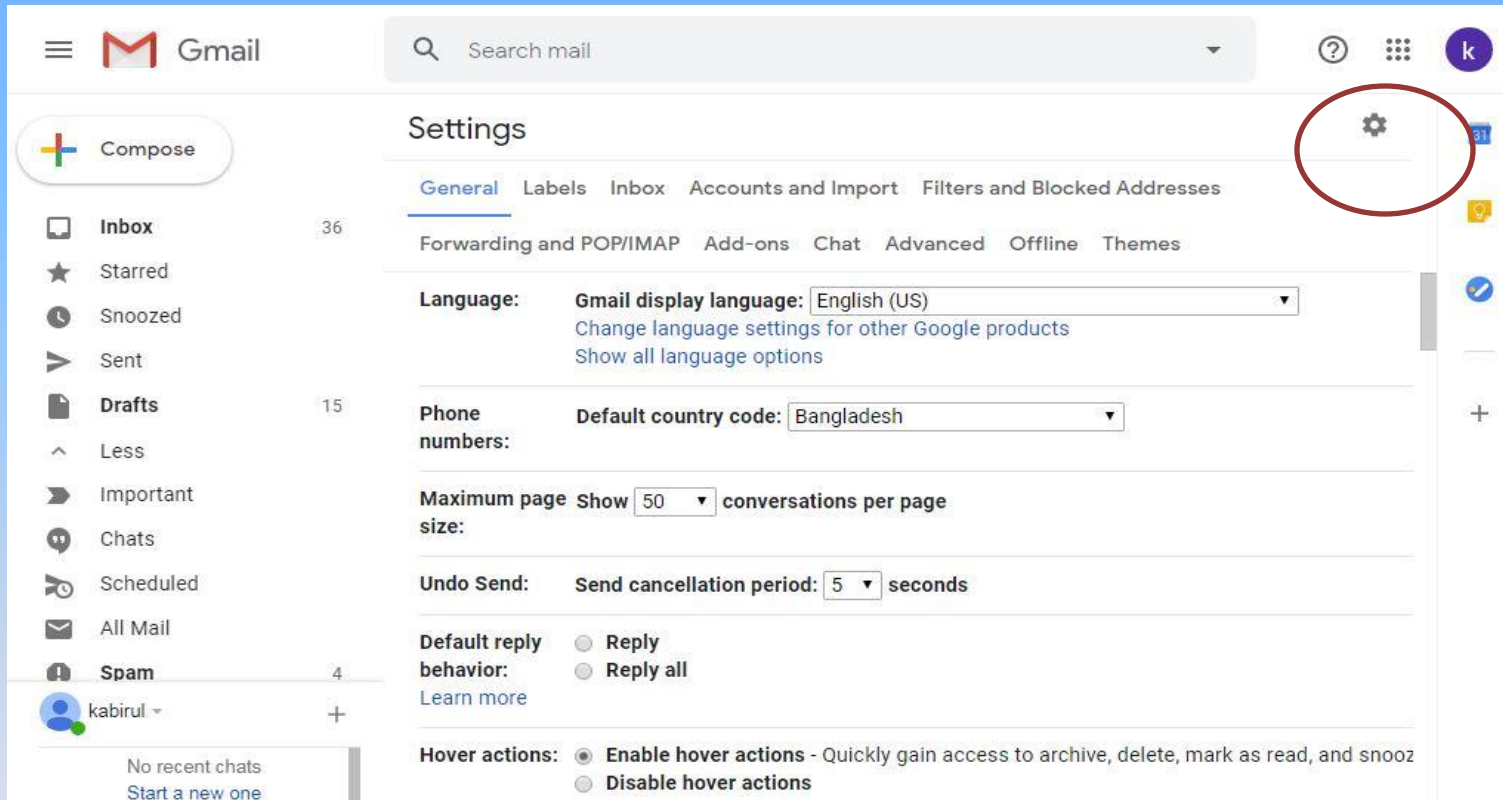 Gmail
Search mail
k
Compose
Settings
31
General Labels Inbox Accounts and Import Filters and Blocked Addresses
Inbox 36
Forwarding and POP/IMAP Add-ons Chat Advanced Offline Themes
Starred
Snoozed
Sent
Drafts 15
Less
Important
Chats
Scheduled
All Mail
Spam 4
kabirul
No recent chats
Start a new one
Language: Gmail display language: English (US)
Change language settings for other Google products
Show all language options
Phone numbers: Default country code: Bangladesh
Maximum page size: Show 50 conversations per page
Undo Send: Send cancellation period: 5 seconds
Default reply behavior: Reply
Reply all
Learn more
Hover actions: Enable hover actions - Quickly gain access to archive, delete, mark as read, and snooz
Disable hover actions